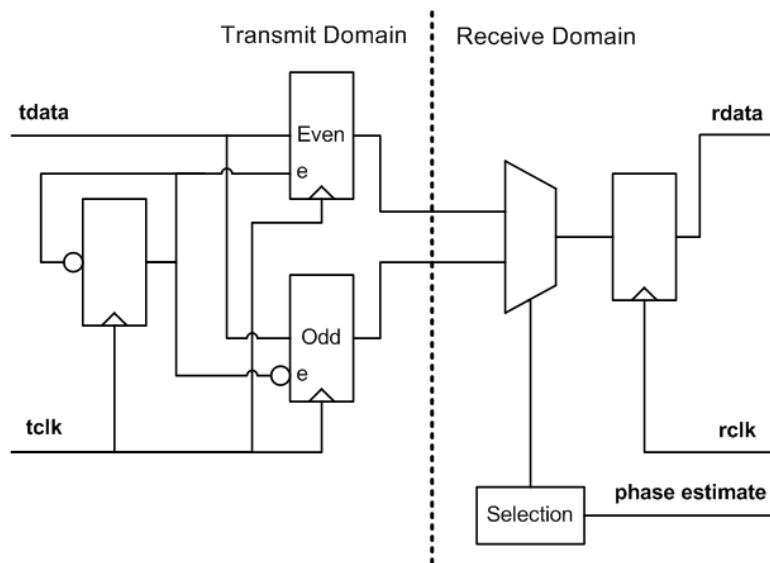 Transmit Domain
Receive Domain
tdata
Even
e
rdata
Odd
e
tclk
rclk
phase estimate
Selection